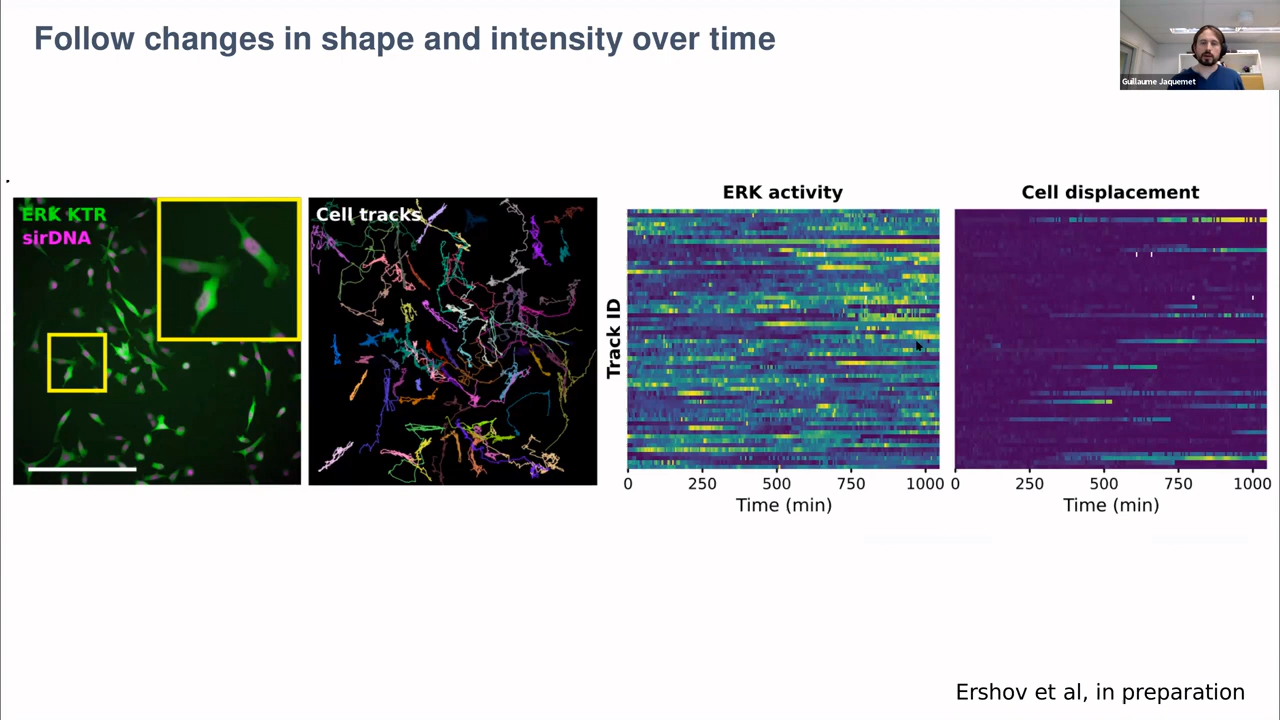 Follow changes in shape and intensity over time
Guillaume Jaquemet
ERK KTR
sirDNA
Cell tracks
ERK activity
Cell displacement
Track ID
0 250 500 750 1000
0 250 500 750 1000
Time (min)
Time (min)
Ershov et al, in preparation